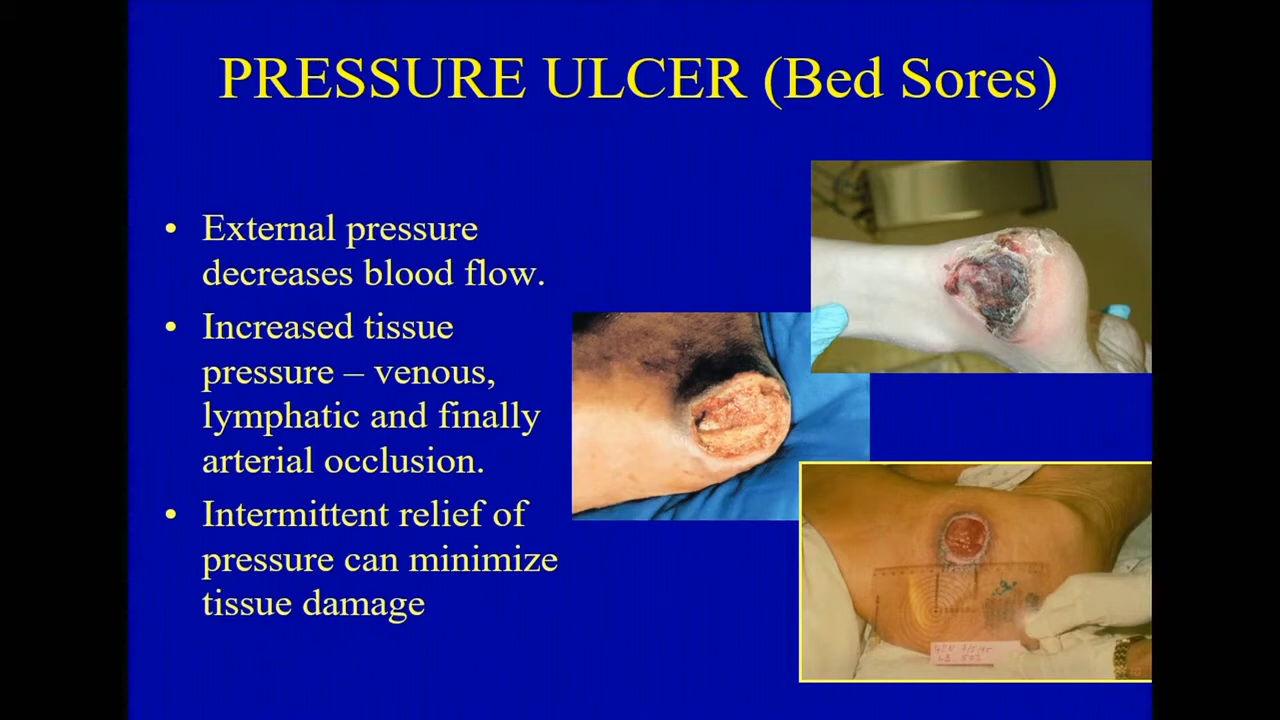 PRESSURE ULCER (Bed Sores)
• External pressure
decreases blood flow.
• Increased tissue
pressure – venous,
lymphatic and finally
arterial occlusion.
• Intermittent relief of
pressure can minimize
tissue damage